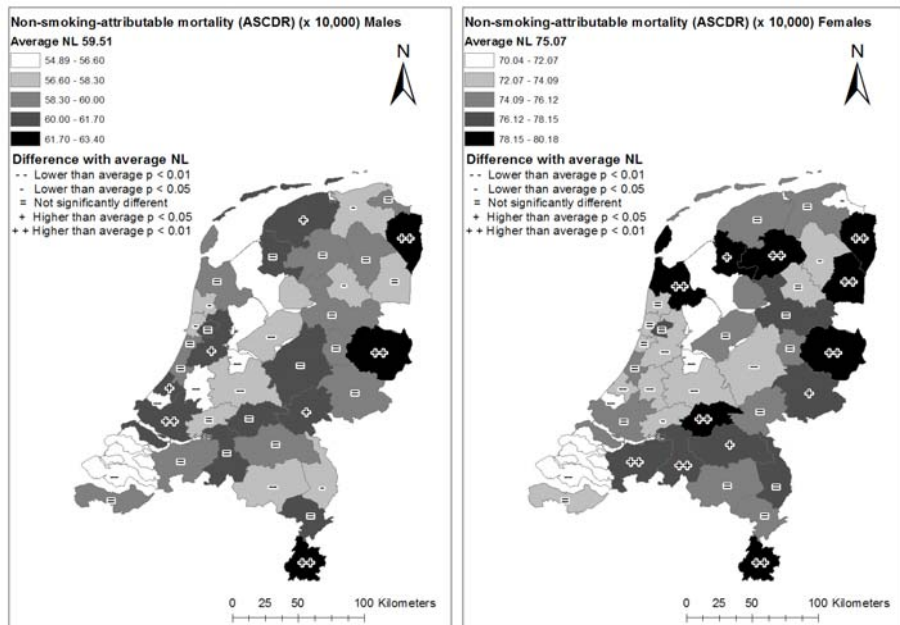 Non-smoking-attributable mortality (ASCDR) (x 10,000) Males
Average NL 59.51
54.89 - 56.60
56.60 - 58.30
58.30 - 60.00
60.00 - 61.70
61.70 - 63.40
Difference with average NL
- - Lower than average p < 0.01
- Lower than average p < 0.05
= Not significantly different
+ Higher than average p < 0.05
+ + Higher than average p < 0.01
N
0 25 50 100 Kilometers
Non-smoking-attributable mortality (ASCDR) (x 10,000) Females
Average NL 75.07
70.04 - 72.07
72.07 - 74.09
74.09 - 76.12
76.12 - 78.15
78.15 - 80.18
Difference with average NL
- - Lower than average p < 0.01
- Lower than average p < 0.05
= Not significantly different
+ Higher than average p < 0.05
+ + Higher than average p < 0.01
N
0 25 50 100 Kilometers